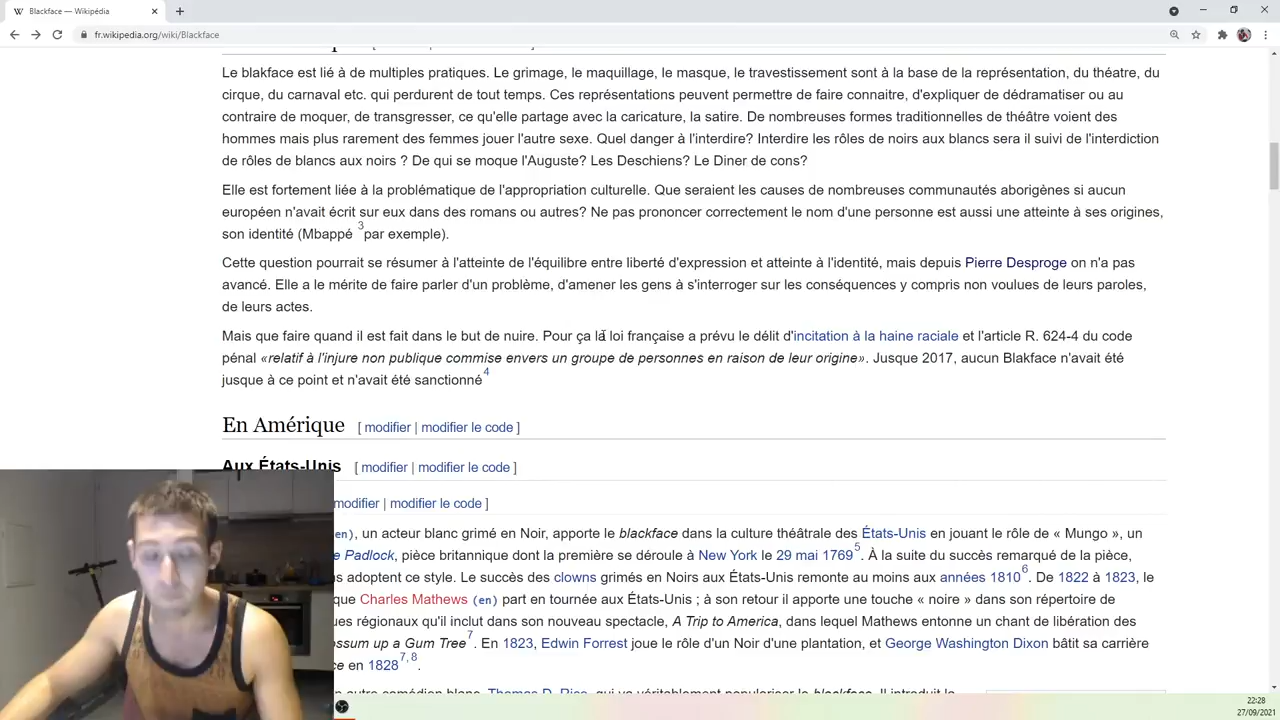 Blackface — Wikipédia
fr.wikipedia.org/wiki/Blackface
[
]
Le blakface est lié à de multiples pratiques. Le grimage, le maquillage, le masque, le travestissement sont à la base de la représentation, du théatre, du
cirque, du carnaval etc. qui perdurent de tout temps. Ces représentations peuvent permettre de faire connaitre, d'expliquer de dédramatiser ou au
contraire de moquer, de transgresser, ce qu'elle partage avec la caricature, la satire. De nombreuses formes traditionnelles de théâtre voient des
hommes mais plus rarement des femmes jouer l'autre sexe. Quel danger à l'interdire? Interdire les rôles de noirs aux blancs sera il suivi de l'interdiction
de rôles de blancs aux noirs ? De qui se moque l'Auguste? Les Deschiens? Le Diner de cons?
Elle est fortement liée à la problématique de l'appropriation culturelle. Que seraient les causes de nombreuses communautés aborigènes si aucun
européen n'avait écrit sur eux dans des romans ou autres? Ne pas prononcer correctement le nom d'une personne est aussi une atteinte à ses origines,
son identité (Mbappé 3par exemple).
Cette question pourrait se résumer à l'atteinte de l'équilibre entre liberté d'expression et atteinte à l'identité, mais depuis Pierre Desproge on n'a pas
avancé. Elle a le mérite de faire parler d'un problème, d'amener les gens à s'interroger sur les conséquences y compris non voulues de leurs paroles,
de leurs actes.
Mais que faire quand il est fait dans le but de nuire. Pour ça la loi française a prévu le délit d'incitation à la haine raciale et l'article R. 624-4 du code
pénal «relatif à l'injure non publique commise envers un groupe de personnes en raison de leur origine». Jusque 2017, aucun Blakface n'avait été
jusque à ce point et n'avait été sanctionné4
En Amérique [ modifier | modifier le code ]
Aux États-Unis [ modifier | modifier le code ]
modifier | modifier le code ]
en), un acteur blanc grimé en Noir, apporte le blackface dans la culture théâtrale des États-Unis en jouant le rôle de « Mungo », un
e Padlock, pièce britannique dont la première se déroule à New York le 29 mai 17695. À la suite du succès remarqué de la pièce,
s adoptent ce style. Le succès des clowns grimés en Noirs aux États-Unis remonte au moins aux années 18106. De 1822 à 1823, le
que Charles Mathews (en) part en tournée aux États-Unis ; à son retour il apporte une touche « noire » dans son répertoire de
ues régionaux qu'il inclut dans son nouveau spectacle, A Trip to America, dans lequel Mathews entonne un chant de libération des
ossum up a Gum Tree7. En 1823, Edwin Forrest joue le rôle d'un Noir d'une plantation, et George Washington Dixon bâtit sa carrière
ce en 18287,8.
n autre comédien blanc, Thomas D. Rice, qui va véritablement populariser le blackface. Il introduit la
22:28
27/09/2021